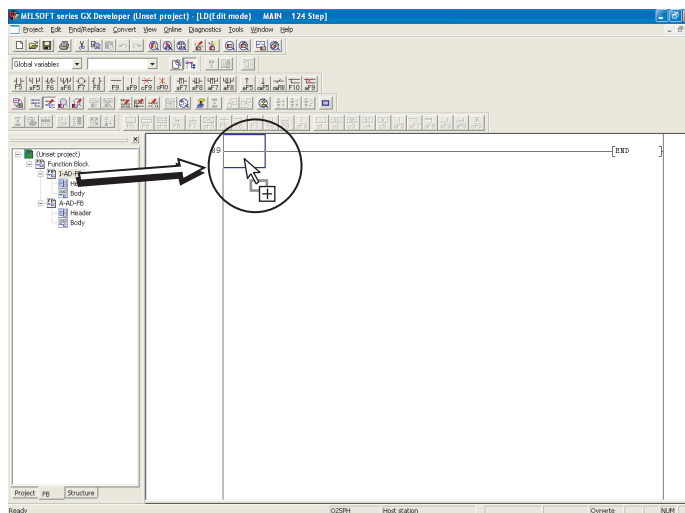 MELSOFT series GX Developer (Unset project) - [LD(Edit mode) MAIN 124 Step]
Project Edit Find/Replace Convert View Online Diagnostics Tools Window Help
Global variables
F5 sF5 F6 sF6 F7 F8 F9 sF9 cF9 cF10 sF7 sF8 aF7 aF8 aF5 caF5 caF10 F10 aF9
(Unset project)
Function Block
I-AD-FB
Body
A-AD-FB
Header
Body
89
END
Project FB Structure
Ready Q25PH Host station Ovrwrte NUM